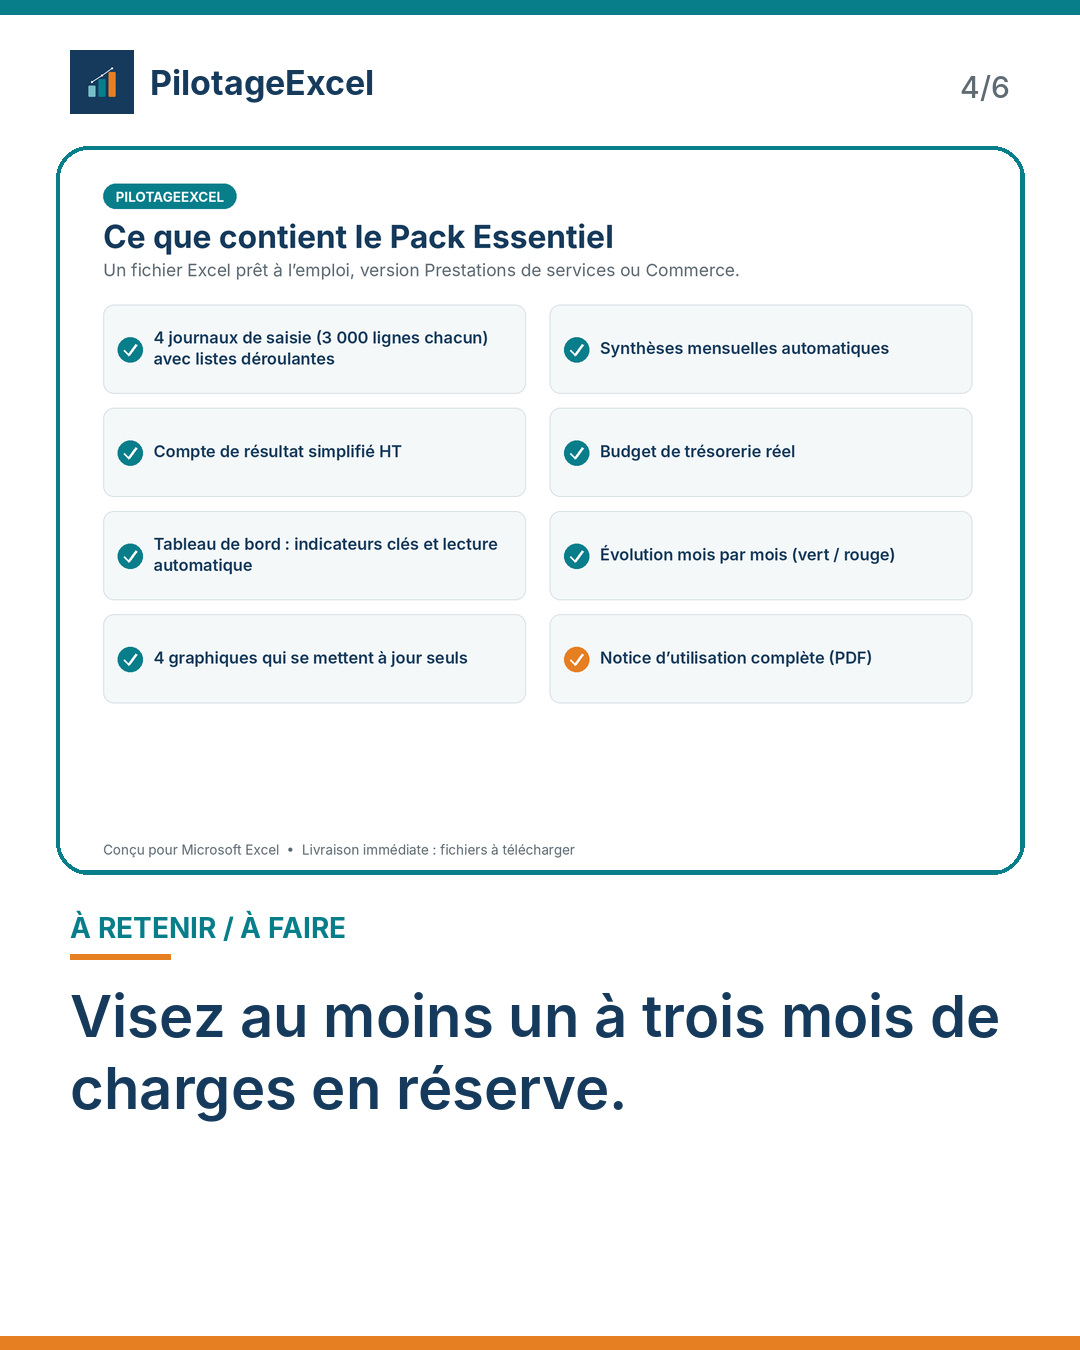 PilotageExcel
4/6
PILOTAGEEXCEL
Ce que contient le Pack Essentiel
Un fichier Excel prêt à l’emploi, version Prestations de services ou Commerce.
4 journaux de saisie (3 000 lignes chacun)
avec listes déroulantes
Synthèses mensuelles automatiques
Compte de résultat simplifié HT
Budget de trésorerie réel
Tableau de bord : indicateurs clés et lecture
automatique
Évolution mois par mois (vert / rouge)
4 graphiques qui se mettent à jour seuls
Notice d’utilisation complète (PDF)
Conçu pour Microsoft Excel • Livraison immédiate : fichiers à télécharger
À RETENIR / À FAIRE
Visez au moins un à trois mois de
charges en réserve.